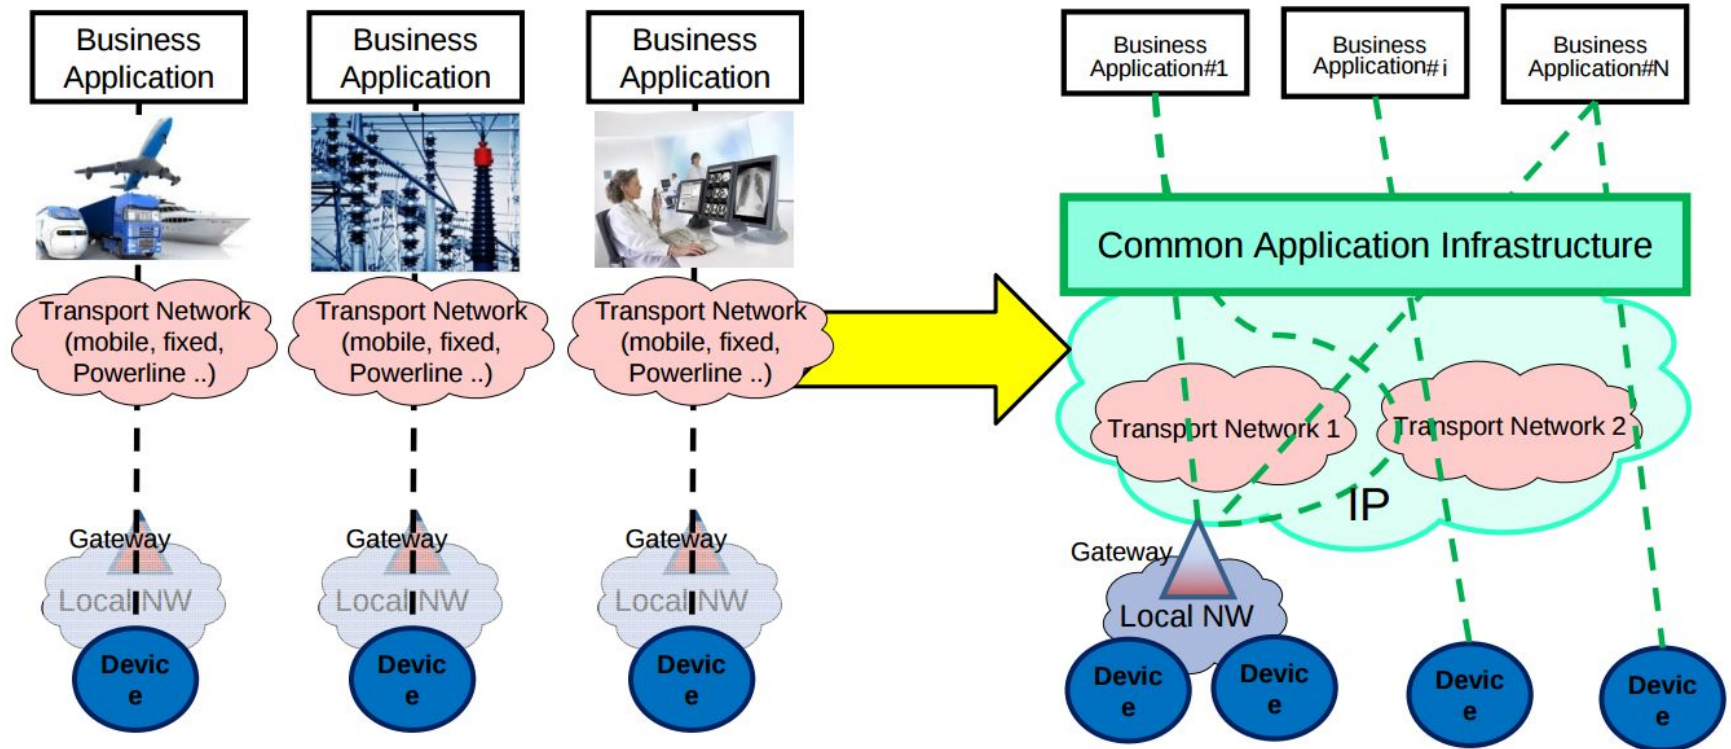 Business
Application
Transport Network
(mobile, fixed,
Powerline ..)
Gateway
Local NW
Devic
e
Business
Application
Transport Network
(mobile, fixed,
Powerline ..)
Gateway
Local NW
Devic
e
Business
Application
Transport Network
(mobile, fixed,
Powerline ..)
Gateway
Local NW
Devic
e
Business
Application#1
Business
Application# i
Business
Application#N
Common Application Infrastructure
Transport Network 1
Transport Network 2
IP
Gateway
Local NW
Devic
e
Devic
e
Devic
e
Devic
e